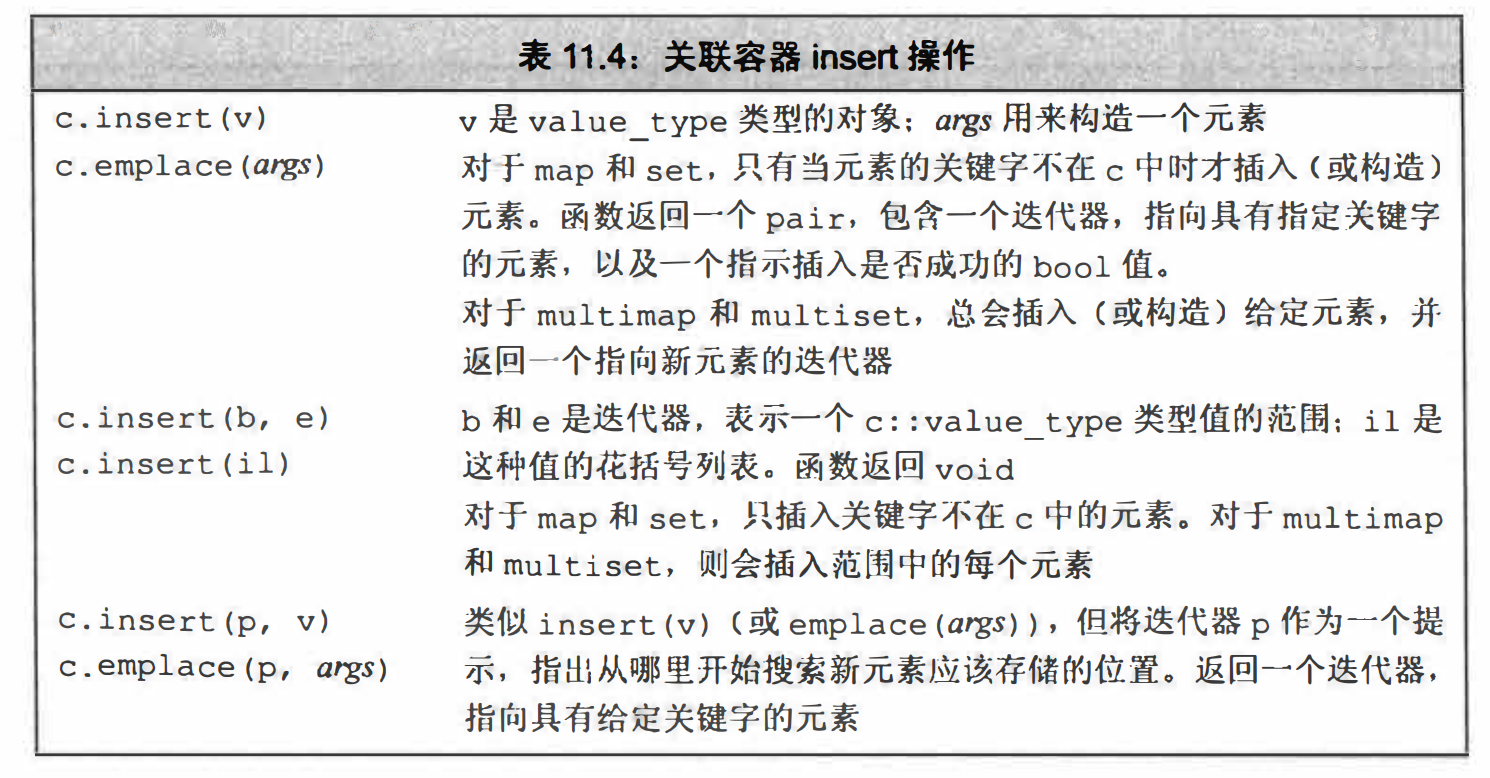 表 11.4：关联容器 insert 操作
c.insert(v) v 是 value_type 类型的对象；args 用来构造一个元素
c.emplace(args) 对于 map 和 set，只有当元素的关键字不在 c 中时才插入（或构造）
元素。函数返回一个 pair，包含一个迭代器，指向具有指定关键字
的元素，以及一个指示插入是否成功的 bool 值。
对于 multimap 和 multiset，总会插入（或构造）给定元素，并
返回一个指向新元素的迭代器
c.insert(b, e) b 和 e 是迭代器，表示一个 c::value_type 类型值的范围；il 是
c.insert(il) 这种值的花括号列表。函数返回 void
对于 map 和 set，只插入关键字不在 c 中的元素。对于 multimap
和 multiset，则会插入范围中的每个元素
c.insert(p, v) 类似 insert(v)（或 emplace(args)），但将迭代器 p 作为一个提
c.emplace(p, args) 示，指出从哪里开始搜索新元素应该存储的位置。返回一个迭代器，
指向具有给定关键字的元素